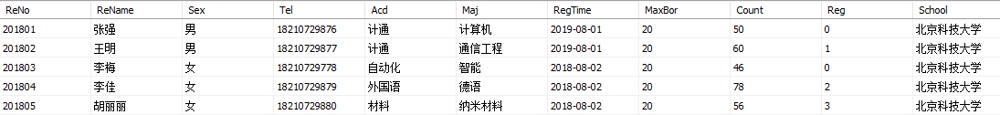 ReNo ReName Sex Tel Acd Maj RegTime MaxBor Count Reg School
201801 张强 男 18210729876 计通 计算机 2019-08-01 20 50 0 北京科技大学
201802 王明 男 18210729877 计通 通信工程 2019-08-01 20 60 1 北京科技大学
201803 李梅 女 18210729778 自动化 智能 2018-08-02 20 46 0 北京科技大学
201804 李佳 女 18210729879 外国语 德语 2018-08-02 20 78 2 北京科技大学
201805 胡丽丽 女 18210729880 材料 纳米材料 2018-08-02 20 56 3 北京科技大学